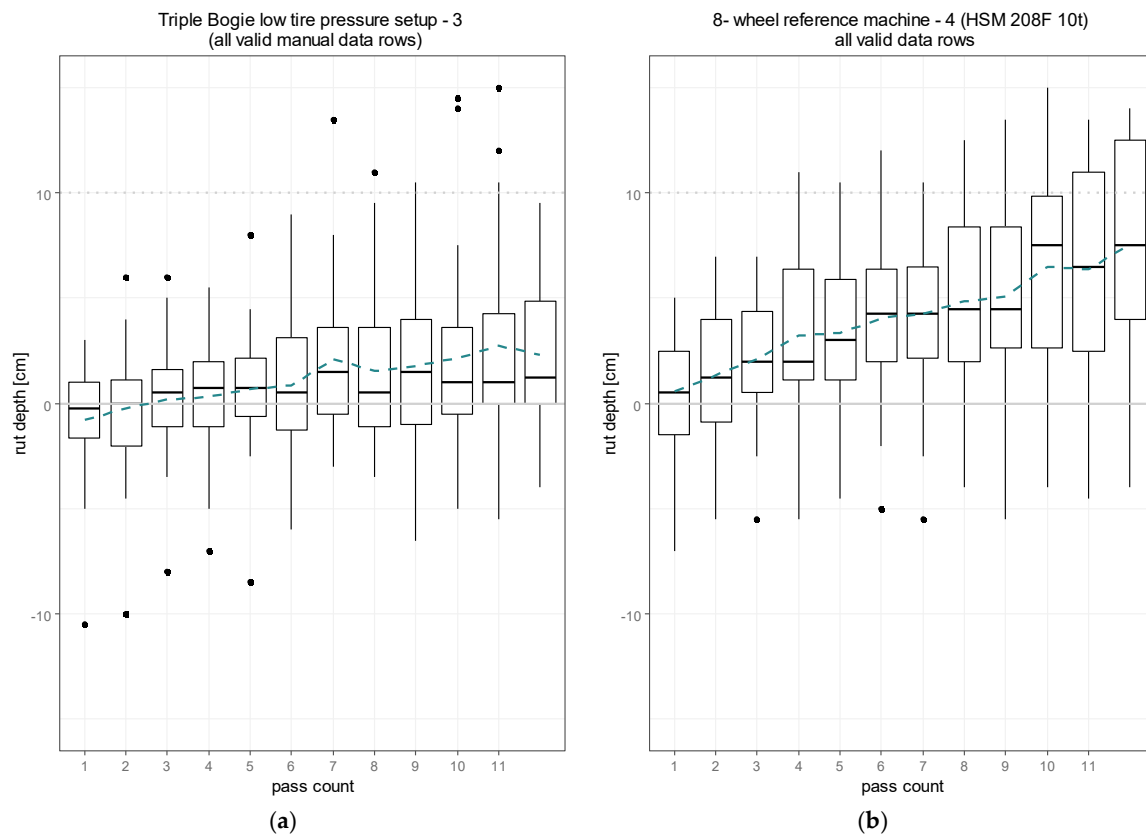 Triple Bogie low tire pressure setup - 3
(all valid manual data rows)
rut depth [cm]
10
0
-10
1 2 3 4 5 6 7 8 9 10 11
pass count
(a)
8- wheel reference machine - 4 (HSM 208F 10t)
all valid data rows
rut depth [cm]
10
0
-10
1 2 3 4 5 6 7 8 9 10 11
pass count
(b)